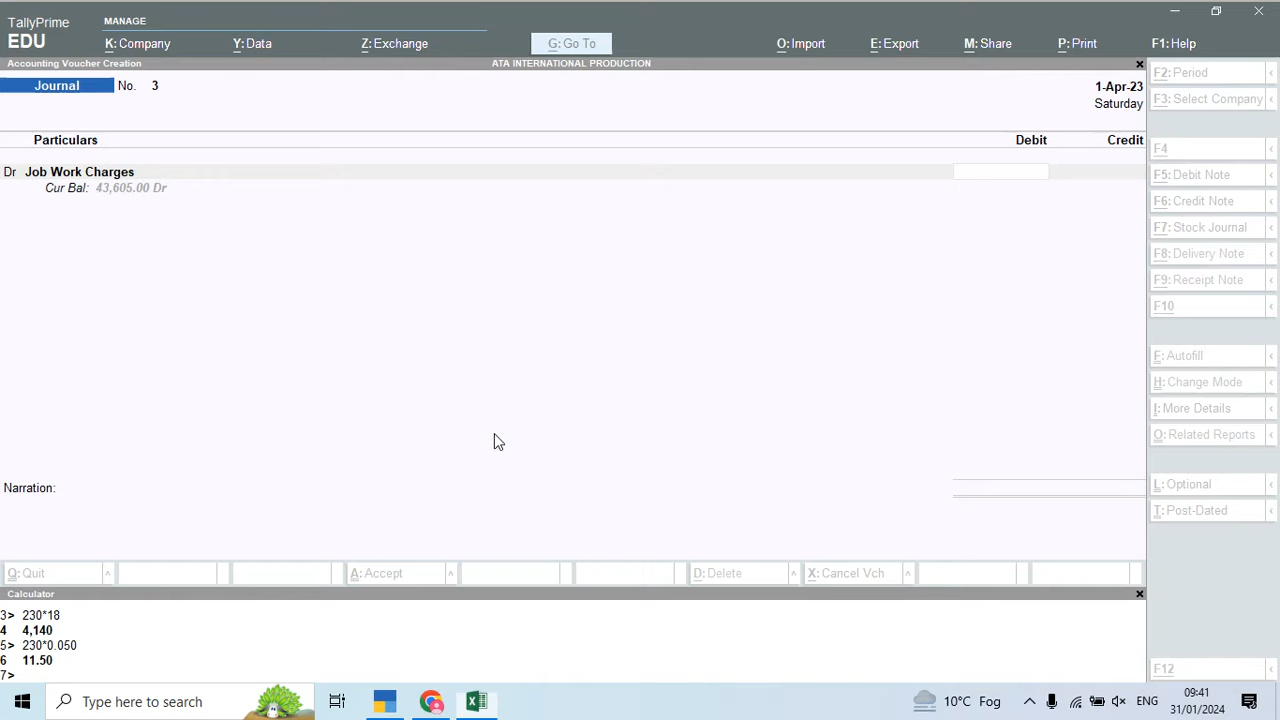 TallyPrime
EDU
MANAGE
K: Company
Y: Data
Z: Exchange
G: Go To
O: Import
E: Export
M: Share
P: Print
F1: Help
Accounting Voucher Creation
ATA INTERNATIONAL PRODUCTION
Journal No. 3
1-Apr-23
Saturday
Particulars Debit Credit
Dr Job Work Charges
Cur Bal: 43,605.00 Dr
Narration:
F2: Period
F3: Select Company
F4
F5: Debit Note
F6: Credit Note
F7: Stock Journal
F8: Delivery Note
F9: Receipt Note
F10
F: Autofill
H: Change Mode
I: More Details
O: Related Reports
L: Optional
T: Post-Dated
F12
Q: Quit
A: Accept
D: Delete
X: Cancel Vch
Calculator
3> 230*18
4 4,140
5> 230*0.050
6 11.50
7>
Type here to search
10°C Fog
ENG
09:41
31/01/2024